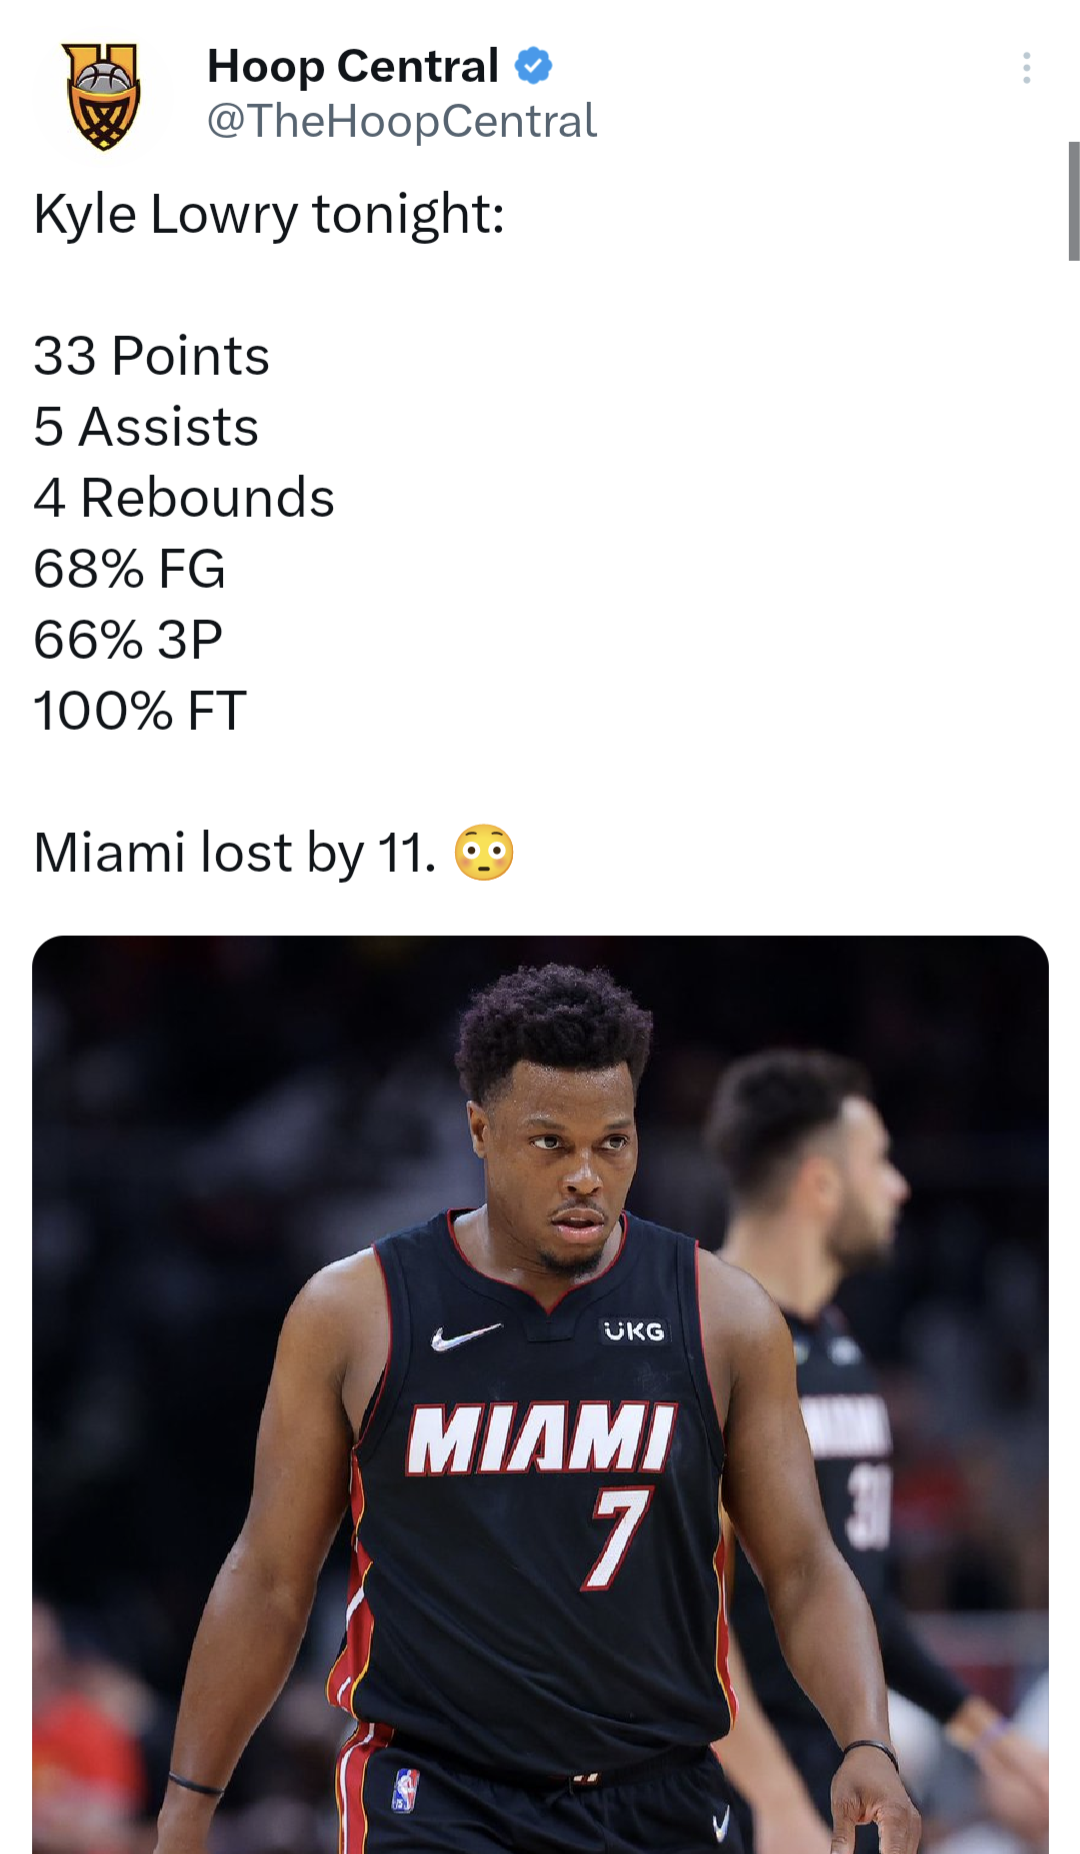 Hoop Central
@TheHoopCentral
Kyle Lowry tonight:
33 Points
5 Assists
4 Rebounds
68% FG
66% 3P
100% FT
Miami lost by 11. 😳
UKG
MIAMI
7